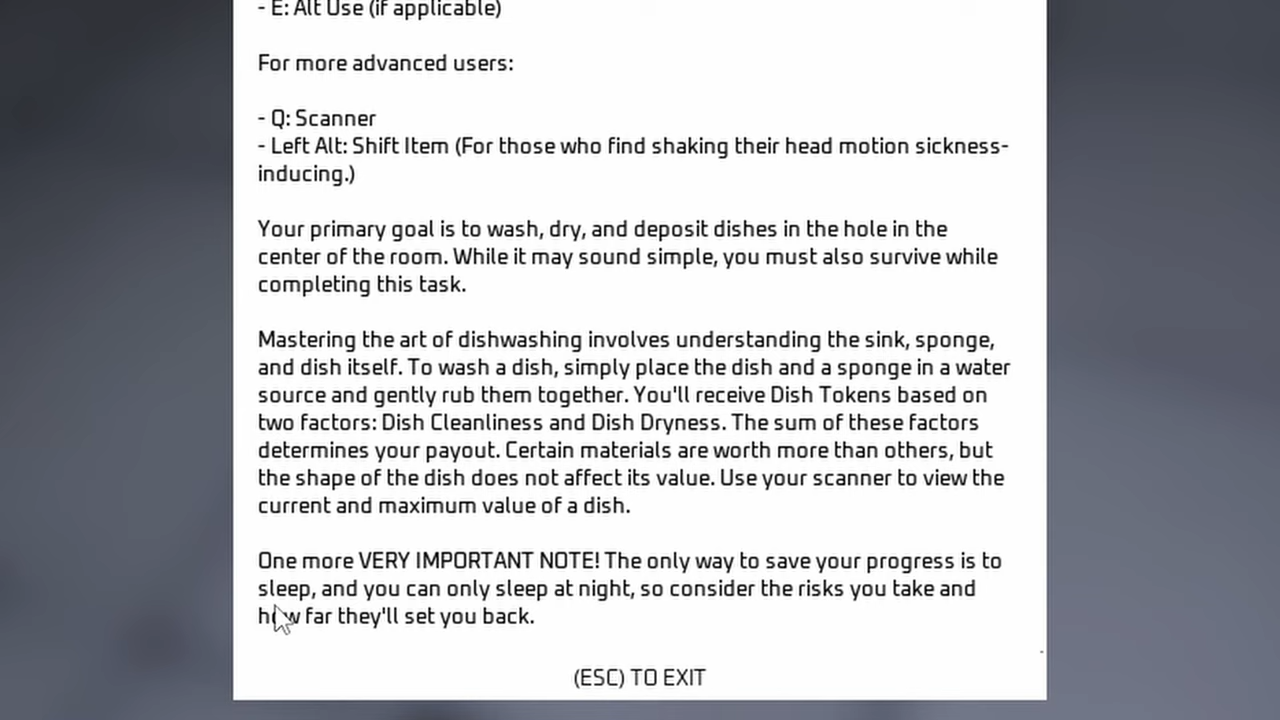 - E: Alt Use (if applicable)
For more advanced users:
- Q: Scanner
- Left Alt: Shift Item (For those who find shaking their head motion sickness-
inducing.)
Your primary goal is to wash, dry, and deposit dishes in the hole in the
center of the room. While it may sound simple, you must also survive while
completing this task.
Mastering the art of dishwashing involves understanding the sink, sponge,
and dish itself. To wash a dish, simply place the dish and a sponge in a water
source and gently rub them together. You'll receive Dish Tokens based on
two factors: Dish Cleanliness and Dish Dryness. The sum of these factors
determines your payout. Certain materials are worth more than others, but
the shape of the dish does not affect its value. Use your scanner to view the
current and maximum value of a dish.
One more VERY IMPORTANT NOTE! The only way to save your progress is to
sleep, and you can only sleep at night, so consider the risks you take and
how far they'll set you back.
(ESC) TO EXIT